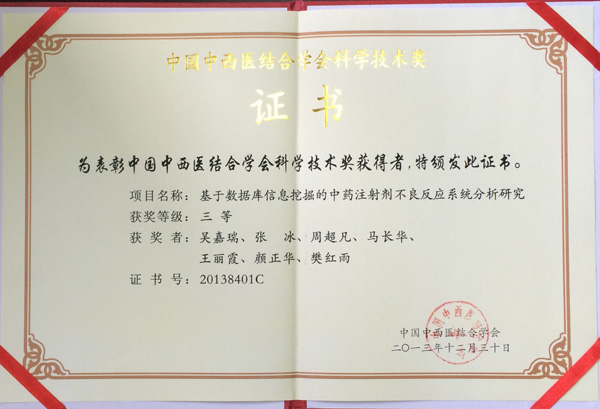 中国中西医结合学会科学技术奖
证书
为表彰中国中西医结合学会科学技术奖获得者,特颁发此证书。
项目名称: 基于数据库信息挖掘的中药注射剂不良反应系统分析研究
获奖等级: 三 等
获 奖 者: 吴嘉瑞、张 冰、周超凡、马长华、
王丽霞、颜正华、樊红雨
证 书 号: 20138401C
中国中西医结合学会
二〇一三年十二月三十日